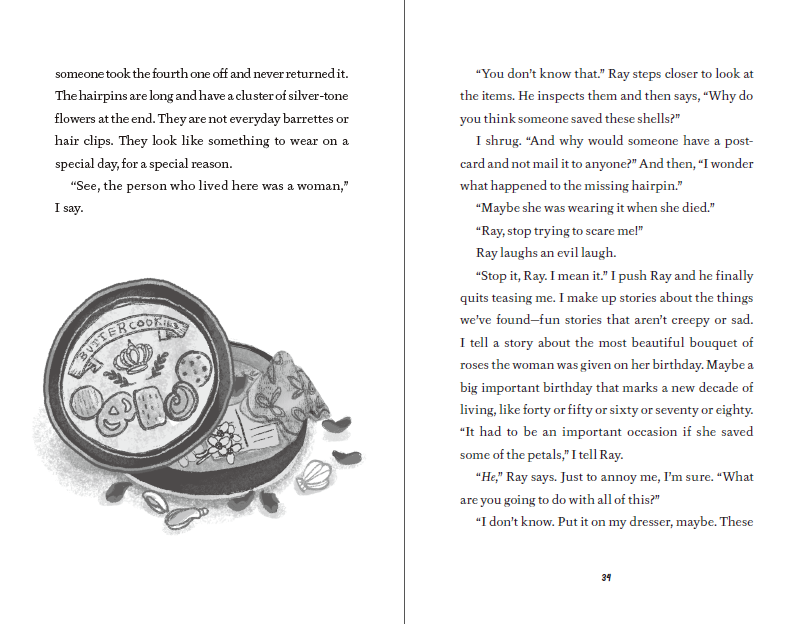 someone took the fourth one off and never returned it.
The hairpins are long and have a cluster of silver-tone
flowers at the end. They are not everyday barrettes or
hair clips. They look like something to wear on a
special day, for a special reason.
“See, the person who lived here was a woman,”
I say.
BUTTER COOKIES
“You don’t know that.” Ray steps closer to look at
the items. He inspects them and then says, “Why do
you think someone saved these shells?”
I shrug. “And why would someone have a post-
card and not mail it to anyone?” And then, “I wonder
what happened to the missing hairpin.”
“Maybe she was wearing it when she died.”
“Ray, stop trying to scare me!”
Ray laughs an evil laugh.
“Stop it, Ray. I mean it.” I push Ray and he finally
quits teasing me. I make up stories about the things
we’ve found—fun stories that aren’t creepy or sad.
I tell a story about the most beautiful bouquet of
roses the woman was given on her birthday. Maybe a
big important birthday that marks a new decade of
living, like forty or fifty or sixty or seventy or eighty.
“It had to be an important occasion if she saved
some of the petals,” I tell Ray.
“He,” Ray says. Just to annoy me, I’m sure. “What
are you going to do with all of this?”
“I don’t know. Put it on my dresser, maybe. These
39